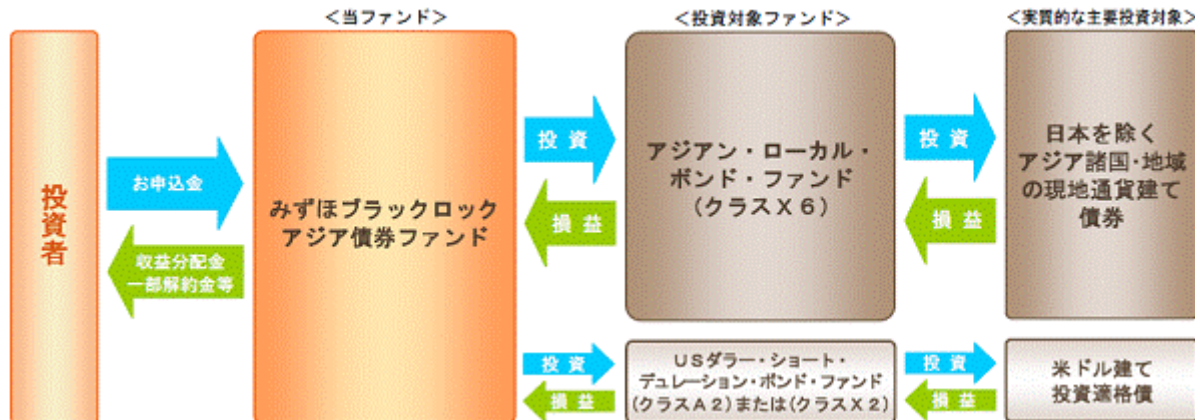 ＜当ファンド＞
＜投資対象ファンド＞
＜実質的な主要投資対象＞
投資者
お申込金
収益分配金
一部解約金等
みずほブラックロック
アジア債券ファンド
投資
損益
アジアン・ローカル・
ボンド・ファンド
（クラスＸ６）
投資
損益
日本を除く
アジア諸国・地域
の現地通貨建て
債券
投資
損益
ＵＳダラー・ショート・
デュレーション・ボンド・ファンド
(クラスＡ２)または(クラスＸ２)
投資
損益
米ドル建て
投資適格債